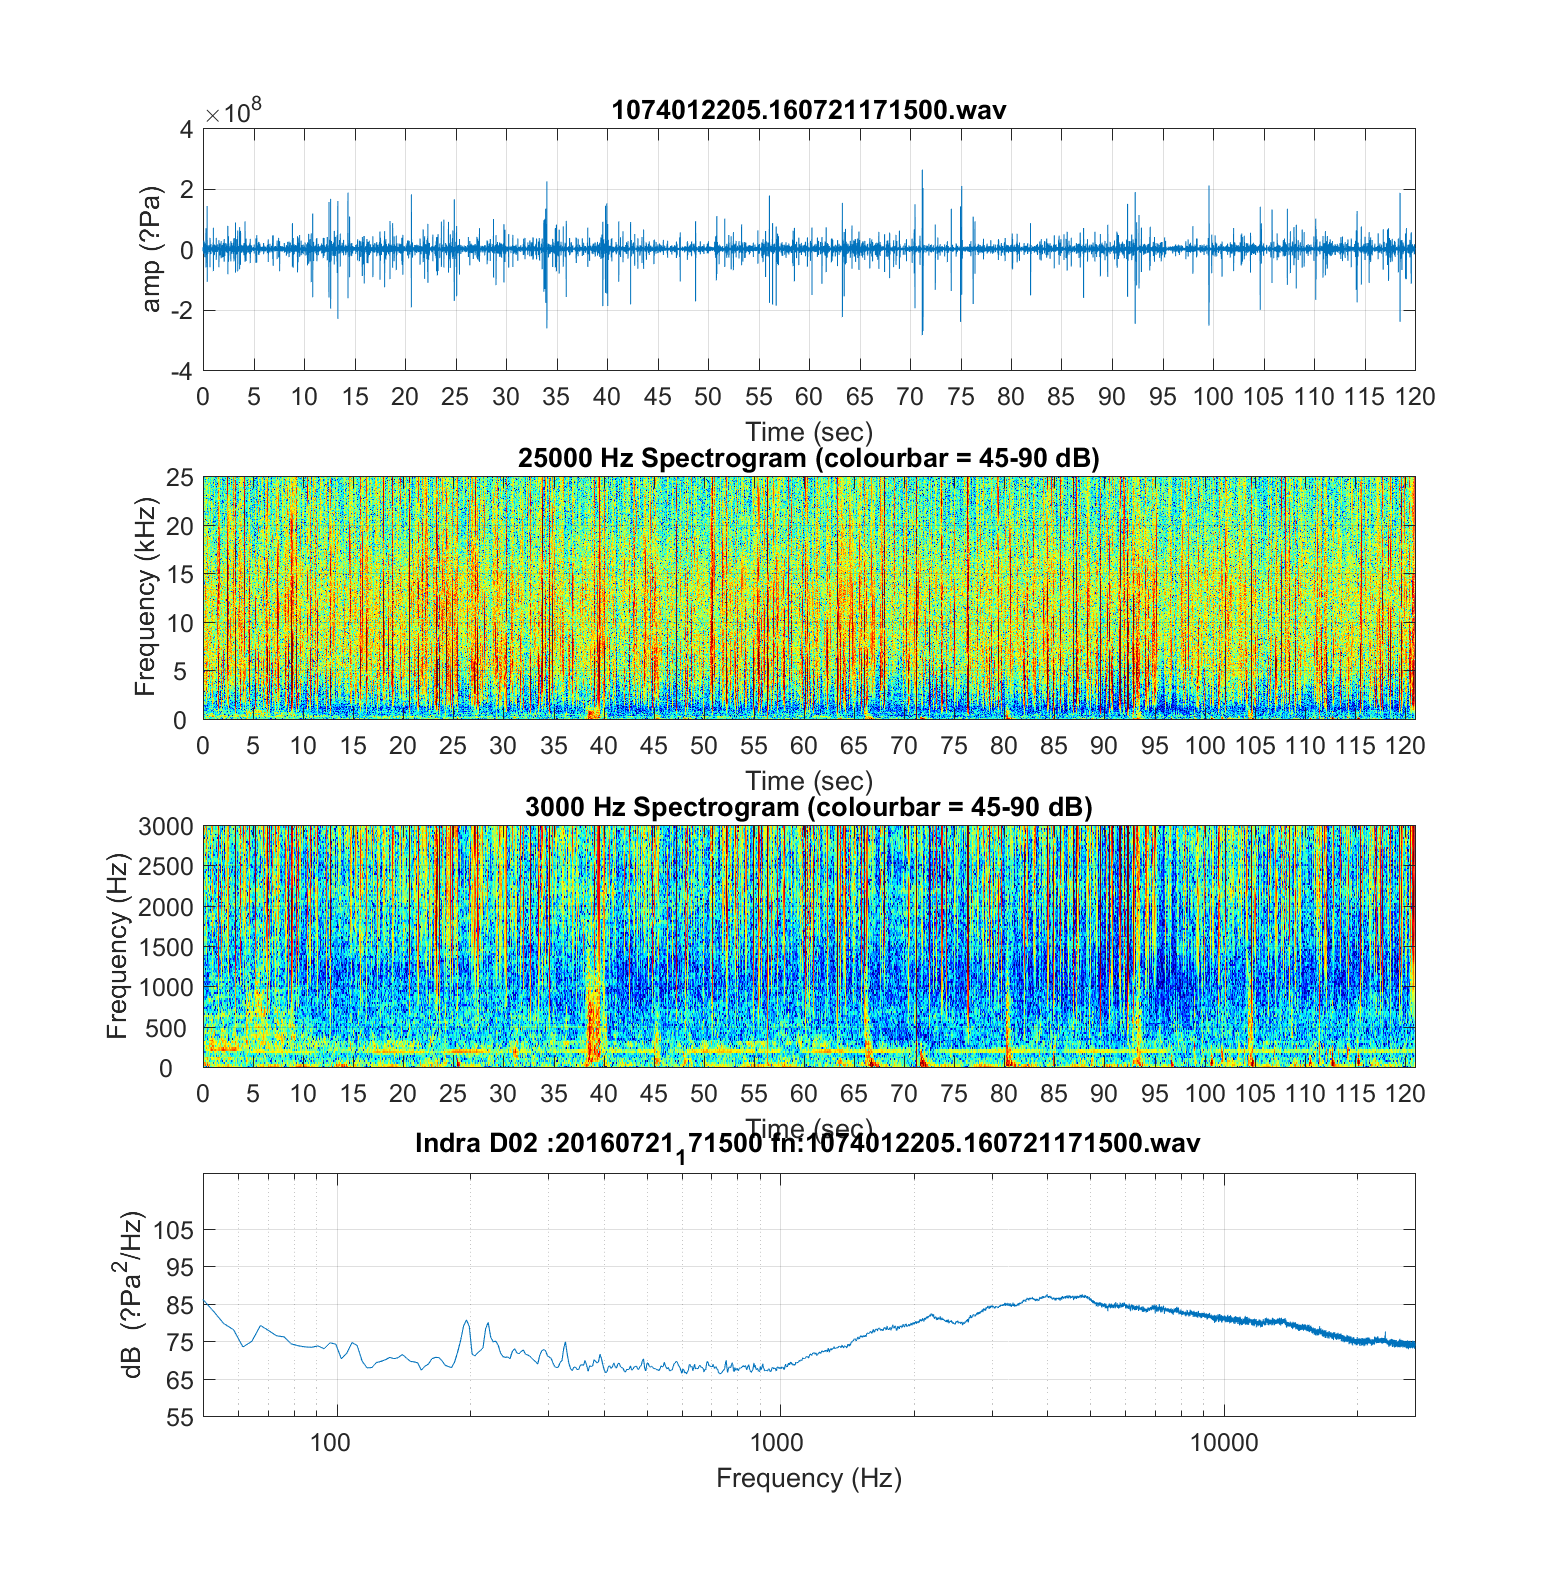 ×10⁸
1074012205.160721171500.wav
4
2
0
-2
-4
amp (?Pa)
0 5 10 15 20 25 30 35 40 45 50 55 60 65 70 75 80 85 90 95 100 105 110 115 120
Time (sec)
25000 Hz Spectrogram (colourbar = 45-90 dB)
25
20
15
10
5
0
Frequency (kHz)
0 5 10 15 20 25 30 35 40 45 50 55 60 65 70 75 80 85 90 95 100 105 110 115 120
Time (sec)
3000 Hz Spectrogram (colourbar = 45-90 dB)
3000
2500
2000
1500
1000
500
0
Frequency (Hz)
0 5 10 15 20 25 30 35 40 45 50 55 60 65 70 75 80 85 90 95 100 105 110 115 120
Time (sec)
Indra D02 :20160721₁71500 fn:1074012205.160721171500.wav
105
95
85
75
65
55
dB (?Pa²/Hz)
100 1000 10000
Frequency (Hz)